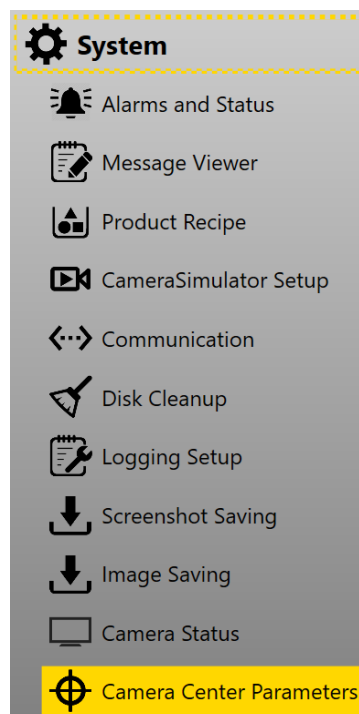 System
Alarms and Status
Message Viewer
Product Recipe
CameraSimulator Setup
Communication
Disk Cleanup
Logging Setup
Screenshot Saving
Image Saving
Camera Status
Camera Center Parameters